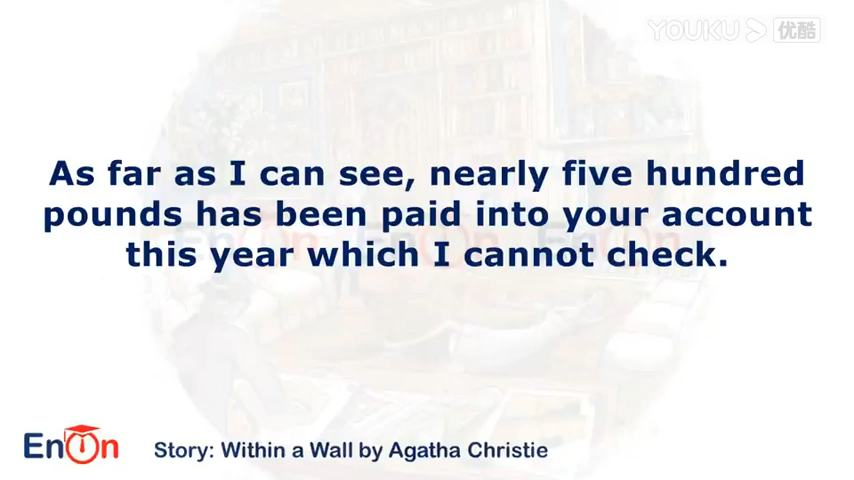 YOUKU 优酷
As far as I can see, nearly five hundred
pounds has been paid into your account
this year which I cannot check.
EnOn
Story: Within a Wall by Agatha Christie